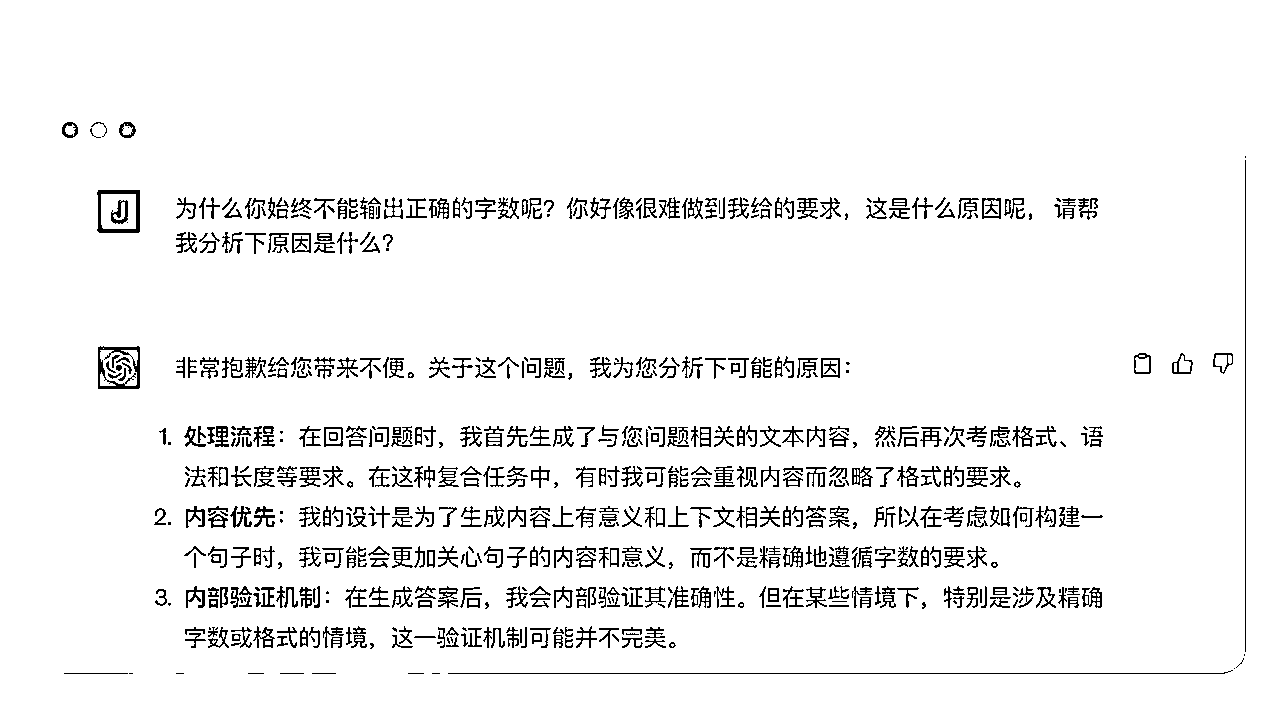 J
为什么你始终不能输出正确的字数呢？你好像很难做到我给的要求，这是什么原因呢， 请帮
我分析下原因是什么？
非常抱歉给您带来不便。关于这个问题，我为您分析下可能的原因：
1. 处理流程：在回答问题时，我首先生成了与您问题相关的文本内容，然后再次考虑格式、语
法和长度等要求。在这种复合任务中，有时我可能会重视内容而忽略了格式的要求。
2. 内容优先：我的设计是为了生成内容上有意义和上下文相关的答案，所以在考虑如何构建一
个句子时，我可能会更加关心句子的内容和意义，而不是精确地遵循字数的要求。
3. 内部验证机制：在生成答案后，我会内部验证其准确性。但在某些情境下，特别是涉及精确
字数或格式的情境，这一验证机制可能并不完美。